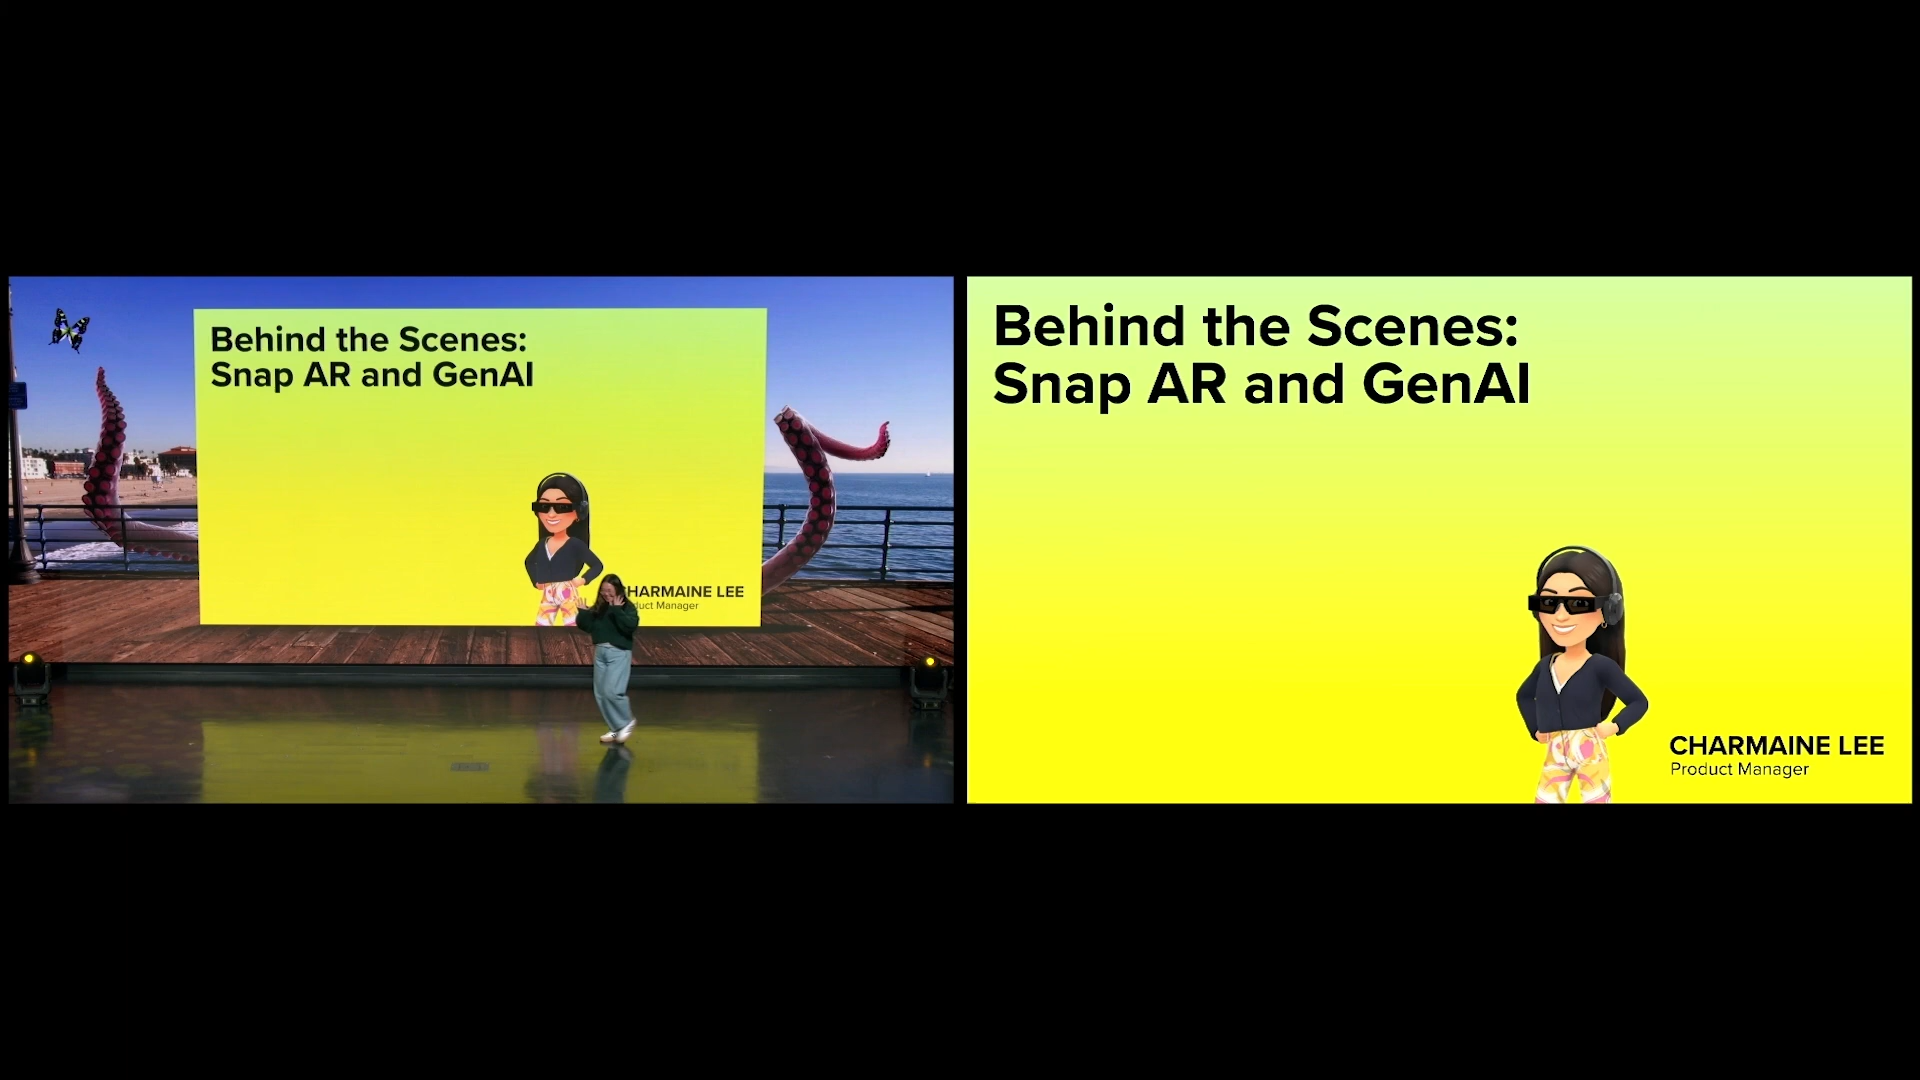 Behind the Scenes:
Snap AR and GenAI
HARMAINE LEE
duct Manager
Behind the Scenes:
Snap AR and GenAI
CHARMAINE LEE
Product Manager